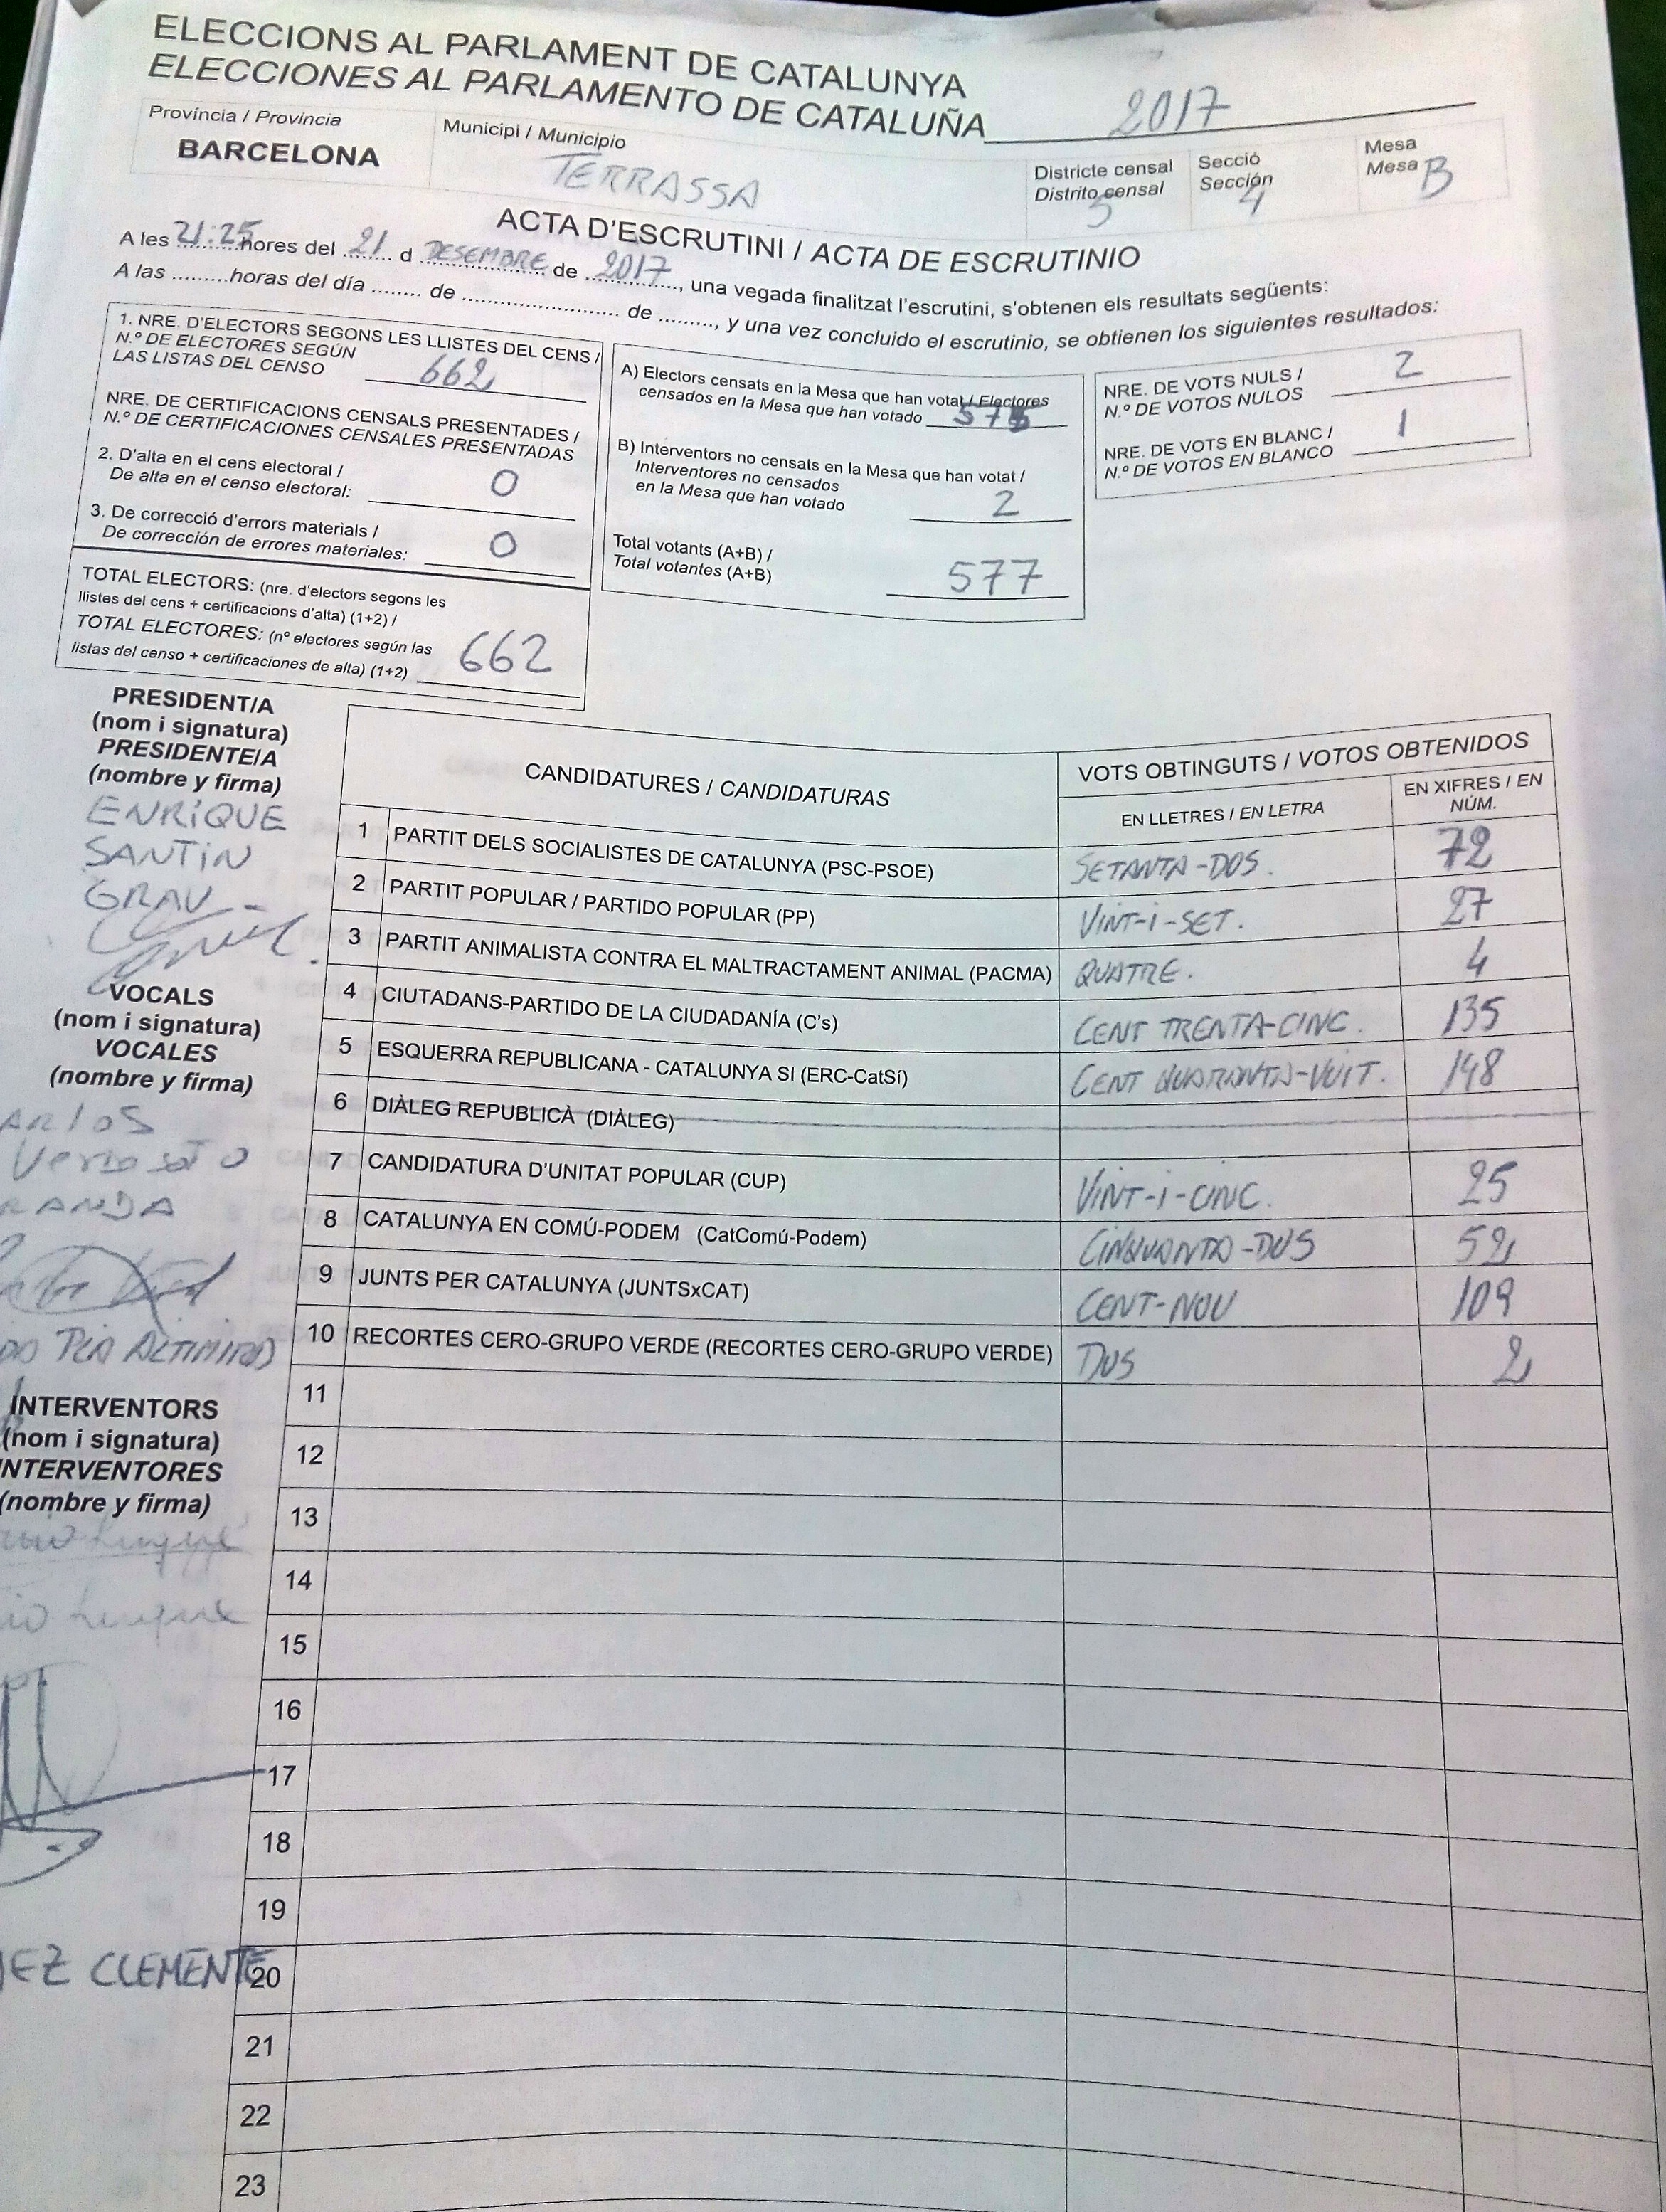 ELECCIONS AL PARLAMENT DE CATALUNYA
ELECCIONES AL PARLAMENTO DE CATALUÑA 2017
Província / Provincia
BARCELONA
Municipi / Municipio
TERRASSA
Districte censal
Distrito censal
5
Secció
Sección
4
Mesa
Mesa B
ACTA D'ESCRUTINI / ACTA DE ESCRUTINIO
A les 21:25 hores del 21 d DESEMBRE de 2017, una vegada finalitzat l'escrutini, s'obtenen els resultats següents:
A las .........horas del día ........ de ............................ de ........., y una vez concluido el escrutinio, se obtienen los siguientes resultados:
1. NRE. D'ELECTORS SEGONS LES LLISTES DEL CENS /
N.º DE ELECTORES SEGÚN
LAS LISTAS DEL CENSO 662
NRE. DE CERTIFICACIONS CENSALS PRESENTADES /
N.º DE CERTIFICACIONES CENSALES PRESENTADAS
2. D'alta en el cens electoral /
De alta en el censo electoral: 0
3. De correcció d'errors materials /
De corrección de errores materiales: 0
TOTAL ELECTORS: (nre. d'electors segons les
llistes del cens + certificacions d'alta) (1+2) /
TOTAL ELECTORES: (nº electores según las
listas del censo + certificaciones de alta) (1+2) 662
A) Electors censats en la Mesa que han votat / Electores
censados en la Mesa que han votado 575
B) Interventors no censats en la Mesa que han votat /
Interventores no censados
en la Mesa que han votado 2
Total votants (A+B) /
Total votantes (A+B) 577
NRE. DE VOTS NULS /
N.º DE VOTOS NULOS 2
NRE. DE VOTS EN BLANC /
N.º DE VOTOS EN BLANCO 1
PRESIDENT/A
(nom i signatura)
PRESIDENTE/A
(nombre y firma)
ENRIQUE
SANTIN
GRAU
VOCALS
(nom i signatura)
VOCALES
(nombre y firma)
ARLOS
RANDA
INTERVENTORS
(nom i signatura)
INTERVENTORES
(nombre y firma)
EZ CLEMENTE
CANDIDATURES / CANDIDATURAS
VOTS OBTINGUTS / VOTOS OBTENIDOS
EN LLETRES / EN LETRA
EN XIFRES / EN
NÚM.
1 PARTIT DELS SOCIALISTES DE CATALUNYA (PSC-PSOE) SETANTA-DOS. 72
2 PARTIT POPULAR / PARTIDO POPULAR (PP) VINT-i-SET. 27
3 PARTIT ANIMALISTA CONTRA EL MALTRACTAMENT ANIMAL (PACMA) QUATRE. 4
4 CIUTADANS-PARTIDO DE LA CIUDADANÍA (C's) CENT TRENTA-CINC. 135
5 ESQUERRA REPUBLICANA - CATALUNYA SI (ERC-CatSí) CENT QUARANTA-VUIT. 148
6 DIÀLEG REPUBLICÀ (DIÀLEG)
7 CANDIDATURA D'UNITAT POPULAR (CUP) VINT-i-CINC. 25
8 CATALUNYA EN COMÚ-PODEM (CatComú-Podem) CINQUANTA-DUS 52
9 JUNTS PER CATALUNYA (JUNTSxCAT) CENT-NOU 109
10 RECORTES CERO-GRUPO VERDE (RECORTES CERO-GRUPO VERDE) DUS 2
11
12
13
14
15
16
17
18
19
20
21
22
23